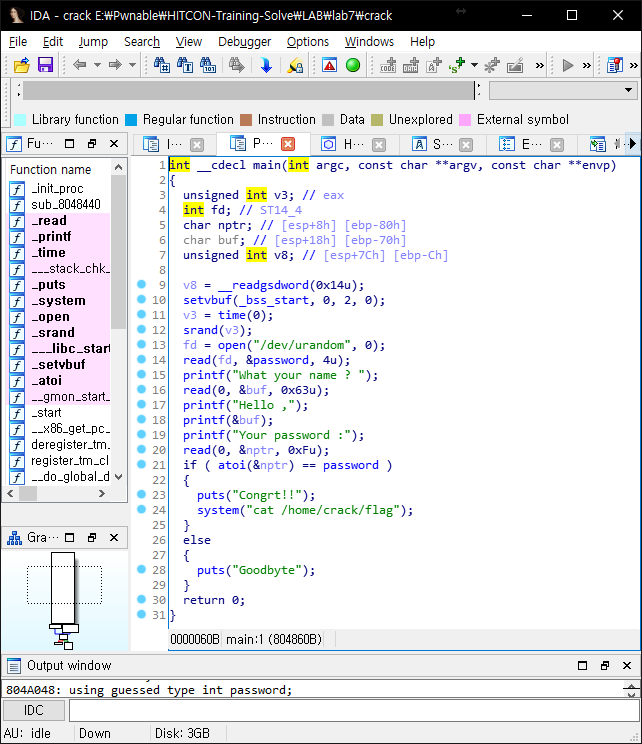 IDA - crack E:\Pwnable\HITCON-Training-Solve\LAB\lab7\crack
File Edit Jump Search View Debugger Options Windows Help
Library function Regular function Instruction Data Unexplored External symbol
Fu··· I··· P··· H··· S··· E···
Function name
_init_proc
sub_8048440
_read
_printf
_time
___stack_chk_
_puts
_system
_open
_srand
___libc_start
_setvbuf
_atoi
__gmon_start_
_start
__x86_get_pc_
deregister_tm_
register_tm_cl
__do_global_d
Gra···
1 int __cdecl main(int argc, const char **argv, const char **envp)
2 {
3 unsigned int v3; // eax
4 int fd; // ST14_4
5 char nptr; // [esp+8h] [ebp-80h]
6 char buf; // [esp+18h] [ebp-70h]
7 unsigned int v8; // [esp+7Ch] [ebp-Ch]
8
9 v8 = __readgsdword(0x14u);
10 setvbuf(_bss_start, 0, 2, 0);
11 v3 = time(0);
12 srand(v3);
13 fd = open("/dev/urandom", 0);
14 read(fd, &password, 4u);
15 printf("What your name ? ");
16 read(0, &buf, 0x63u);
17 printf("Hello ,");
18 printf(&buf);
19 printf("Your password :");
20 read(0, &nptr, 0xFu);
21 if ( atoi(&nptr) == password )
22 {
23 puts("Congrt!!");
24 system("cat /home/crack/flag");
25 }
26 else
27 {
28 puts("Goodbyte");
29 }
30 return 0;
31 }
0000060B main:1 (804860B)
Output window
804A048: using guessed type int password;
IDC
AU: idle Down Disk: 3GB